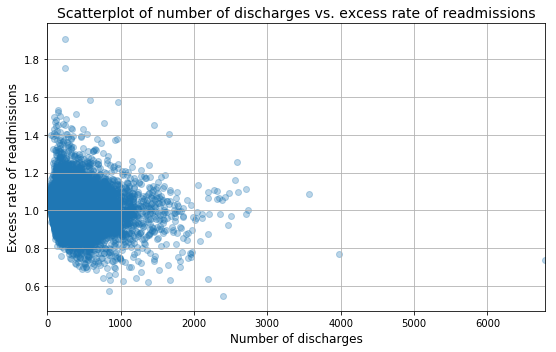 Scatterplot of number of discharges vs. excess rate of readmissions
Excess rate of readmissions
1.8
1.6
1.4
1.2
1.0
0.8
0.6
0 1000 2000 3000 4000 5000 6000
Number of discharges